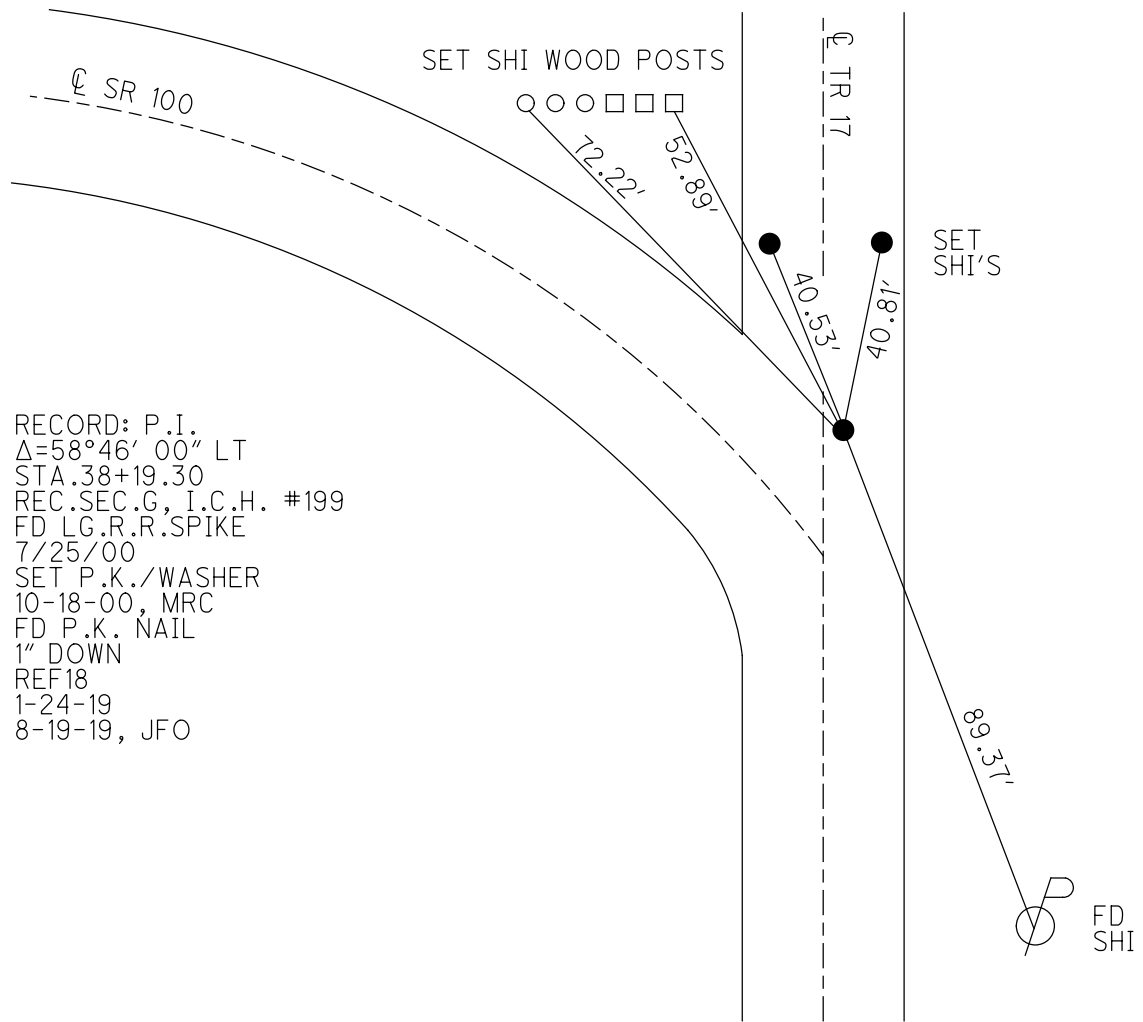 SET SHI WOOD POSTS
℄ TR 17
℄ SR 100
72.22'
52.89'
SET
SHI'S
40.53'
40.81'
RECORD: P.I.
Δ=58°46' 00" LT
STA.38+19.30
REC.SEC.G, I.C.H. #199
FD LG.R.R.SPIKE
7/25/00
SET P.K./WASHER
10-18-00, MRC
FD P.K. NAIL
1" DOWN
REF18
1-24-19
8-19-19, JFO
89.37'
FD
SHI